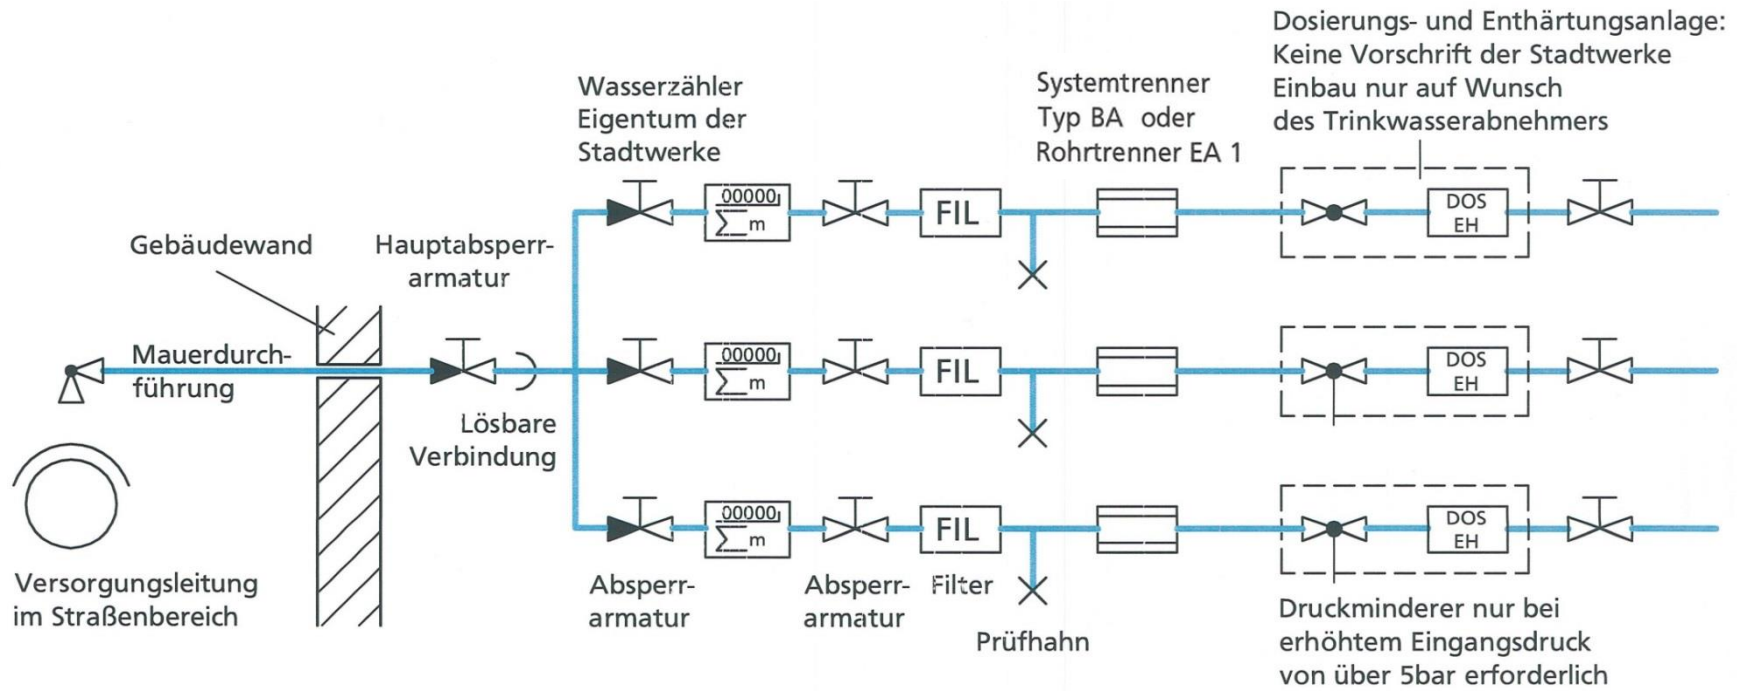 Dosierungs- und Enthärtungsanlage:
Keine Vorschrift der Stadtwerke
Einbau nur auf Wunsch
des Trinkwasserabnehmers
Wasserzähler
Eigentum der
Stadtwerke
Systemtrenner
Typ BA oder
Rohrtrenner EA 1
00000
∑m
FIL
DOS
EH
Gebäudewand
Hauptabsperr-
armatur
Mauerdurch-
führung
00000
∑m
FIL
DOS
EH
Lösbare
Verbindung
00000
∑m
FIL
DOS
EH
Versorgungsleitung
im Straßenbereich
Absperr-
armatur
Absperr-
armatur
Filter
Prüfhahn
Druckminderer nur bei
erhöhtem Eingangsdruck
von über 5bar erforderlich